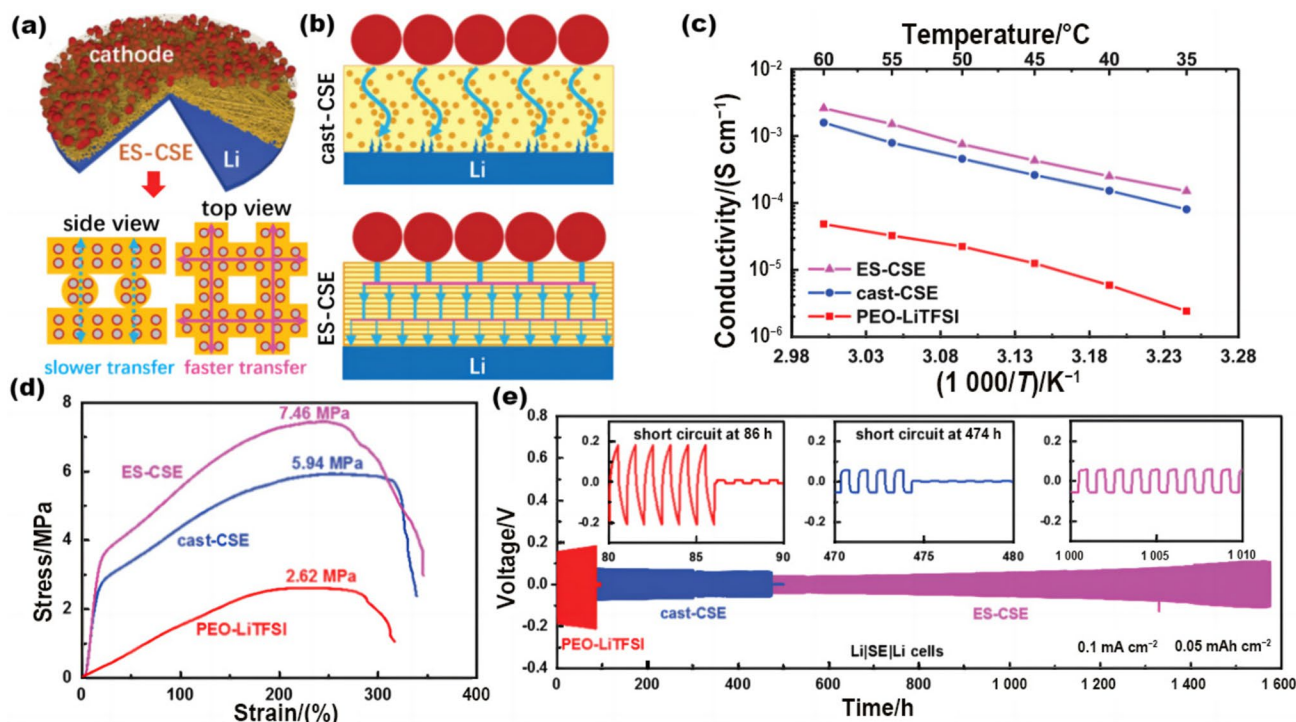 (a)
cathode
ES-CSE
Li
side view
top view
slower transfer
faster transfer
(b)
cast-CSE
Li
ES-CSE
Li
(c)
Temperature/°C
60 55 50 45 40 35
Conductivity/(S cm⁻¹)
10⁻²
10⁻³
10⁻⁴
10⁻⁵
10⁻⁶
ES-CSE
cast-CSE
PEO-LiTFSI
2.98 3.03 3.08 3.13 3.18 3.23 3.28
(1 000/T)/K⁻¹
(d)
Stress/MPa
8
6
4
2
0
7.46 MPa
ES-CSE
5.94 MPa
cast-CSE
2.62 MPa
PEO-LiTFSI
0 100 200 300 400
Strain/(%)
(e)
Voltage/V
1.0
0.8
0.6
0.4
0.2
0.0
-0.2
-0.4
short circuit at 86 h
0.2
0.0
-0.2
80 85 90
short circuit at 474 h
0.2
0.0
-0.2
470 475 480
0.2
0.0
-0.2
1 000 1 005 1 010
PEO-LiTFSI
cast-CSE
ES-CSE
Li|SE|Li cells
0.1 mA cm⁻² 0.05 mAh cm⁻²
0 200 400 600 800 1 000 1 200 1 400 1 600
Time/h